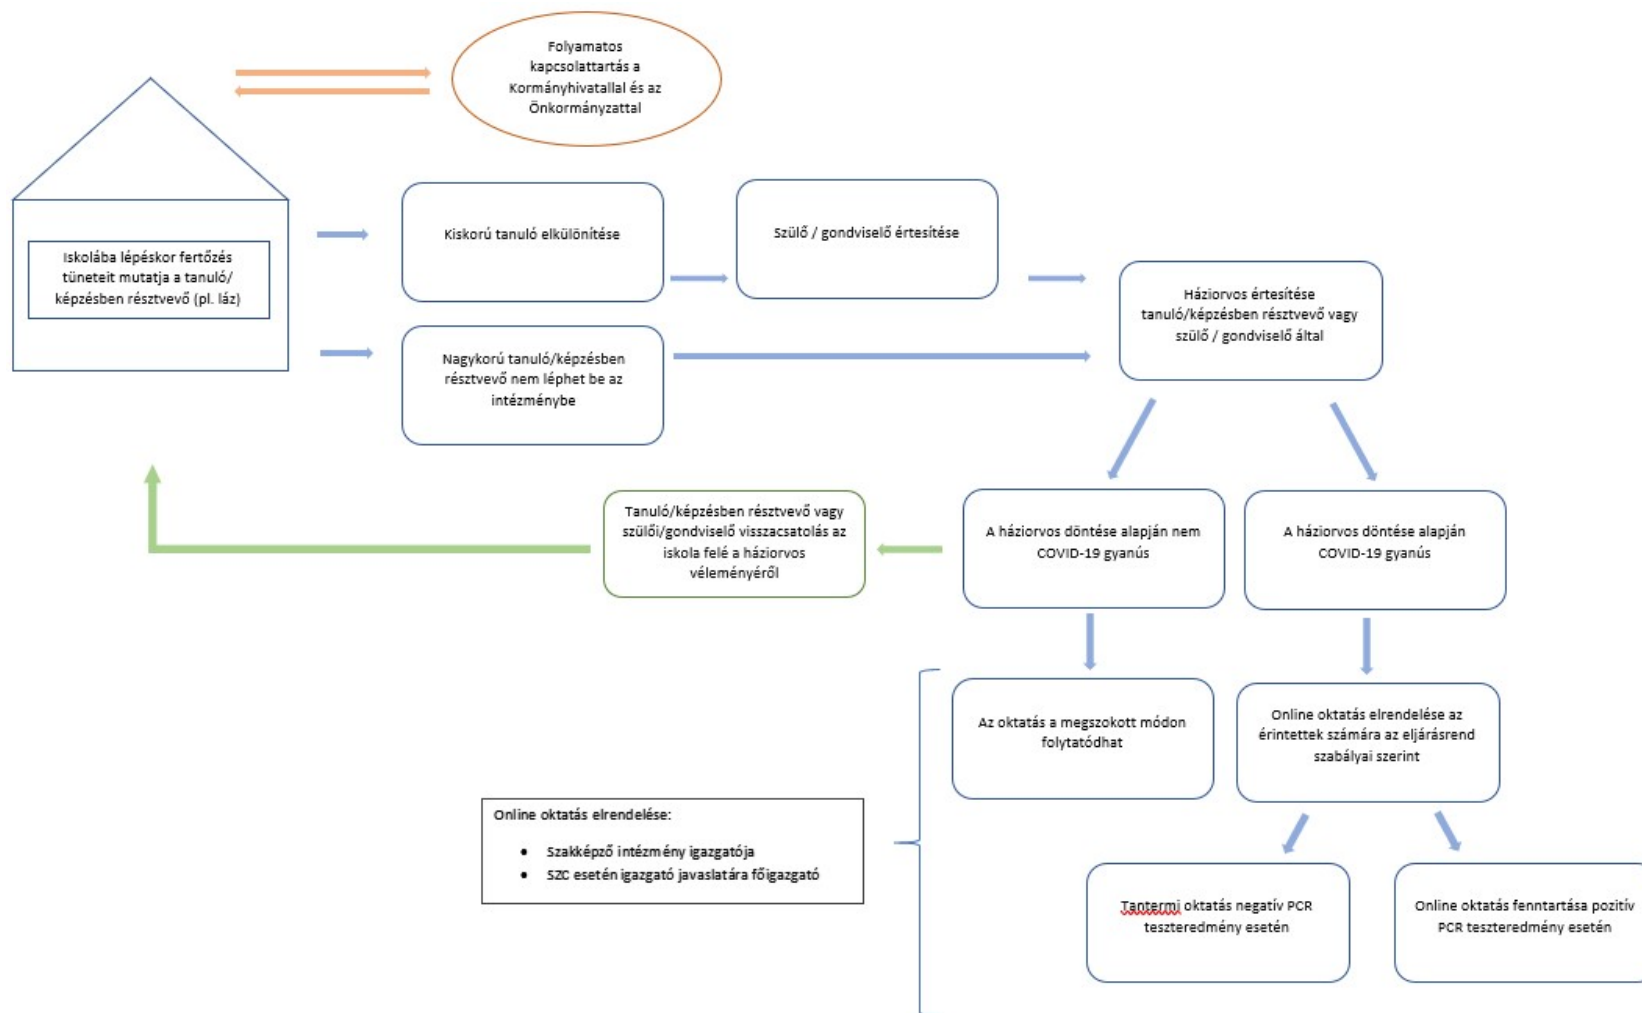 Folyamatos
kapcsolattartás a
Kormányhivatallal és az
Önkormányzattal
Iskolába lépéskor fertőzés
tüneteit mutatja a tanuló/
képzésben résztvevő (pl. láz)
Kiskorú tanuló elkülönítése
Szülő / gondviselő értesítése
Háziorvos értesítése
tanuló/képzésben résztvevő vagy
szülő / gondviselő által
Nagykorú tanuló/képzésben
résztvevő nem léphet be az
intézménybe
Tanuló/képzésben résztvevő vagy
szülői/gondviselő visszacsatolás az
iskola felé a háziorvos
véleményéről
A háziorvos döntése alapján nem
COVID-19 gyanús
A háziorvos döntése alapján
COVID-19 gyanús
Az oktatás a megszokott módon
folytatódhat
Online oktatás elrendelése az
érintettek számára az eljárásrend
szabályai szerint
Online oktatás elrendelése:
• Szakképző intézmény igazgatója
• SZC esetén igazgató javaslatára főigazgató
Tantermi oktatás negatív PCR
teszteredmény esetén
Online oktatás fenntartása pozitív
PCR teszteredmény esetén